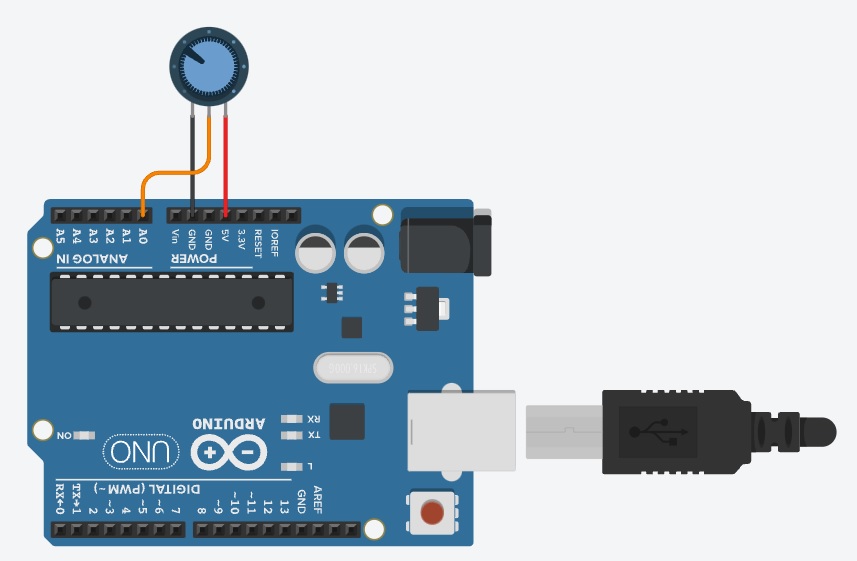 A5 A4 A3 A2 A1 A0 Vin GND GND 5V 3.3V RESET IOREF
ANALOG IN POWER
RX
TX
L
ARDUINO
UNO
ON
DIGITAL (PWM ~)
RX←0 TX→1 2 ~3 4 ~5 ~6 7 8 ~9 ~10 ~11 12 13 GND AREF